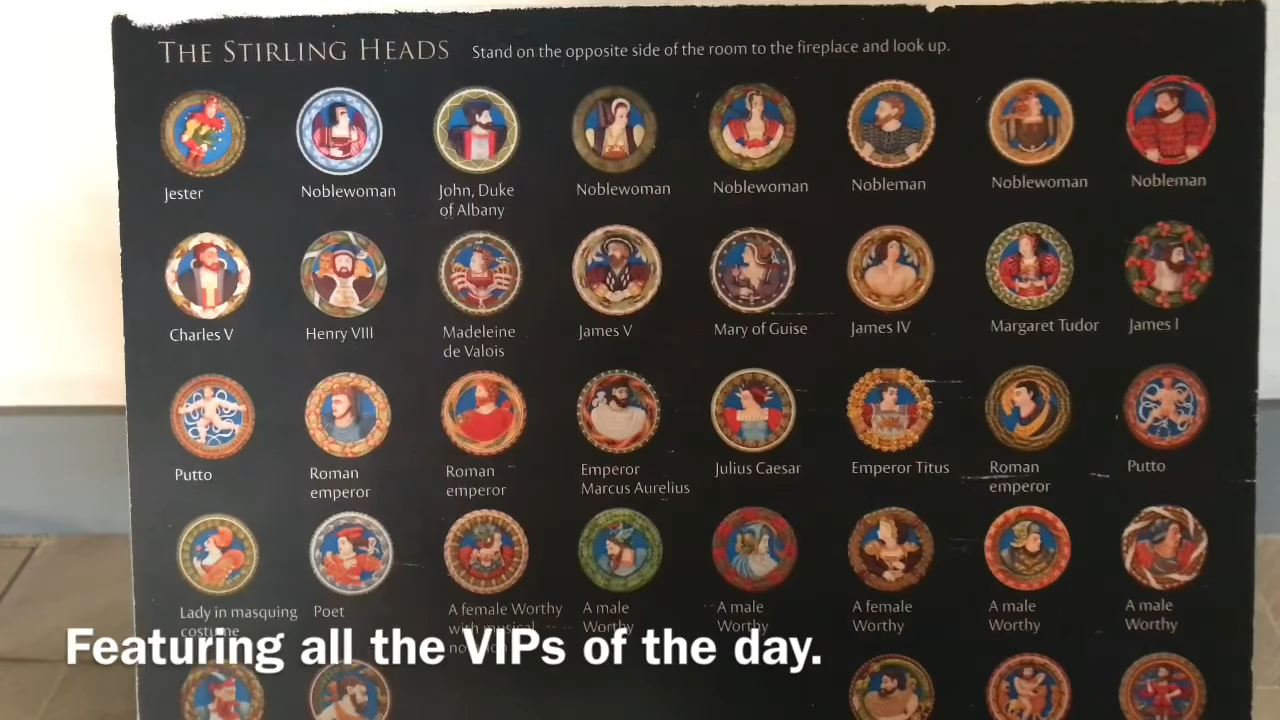 THE STIRLING HEADS Stand on the opposite side of the room to the fireplace and look up.
Jester
Noblewoman
John, Duke
of Albany
Noblewoman
Noblewoman
Nobleman
Noblewoman
Nobleman
Charles V
Henry VIII
Madeleine
de Valois
James V
Mary of Guise
James IV
Margaret Tudor
James I
Putto
Roman
emperor
Roman
emperor
Emperor
Marcus Aurelius
Julius Caesar
Emperor Titus
Roman
emperor
Putto
Lady in masquing
costume
Poet
A female Worthy
with musical
A male
Worthy
A male
Worthy
A female
Worthy
A male
Worthy
A male
Worthy
Featuring all the VIPs of the day.